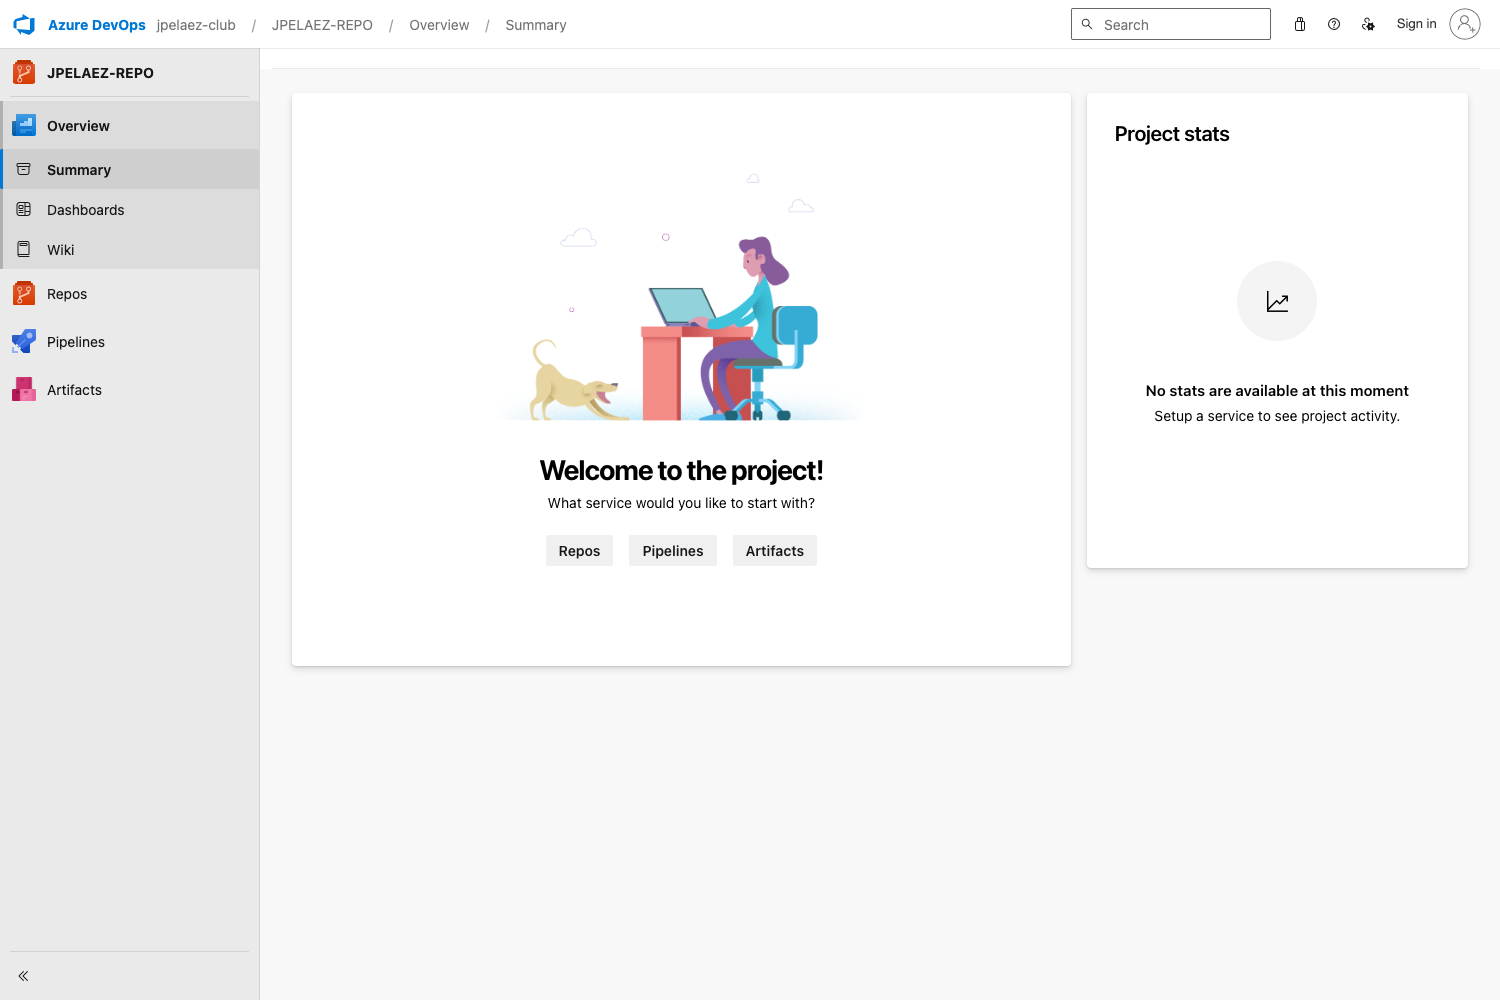 Azure DevOps jpelaez-club / JPELAEZ-REPO / Overview / Summary
Search
Sign in
JPELAEZ-REPO
Overview
Summary
Dashboards
Wiki
Repos
Pipelines
Artifacts
Welcome to the project!
What service would you like to start with?
Repos Pipelines Artifacts
Project stats
No stats are available at this moment
Setup a service to see project activity.